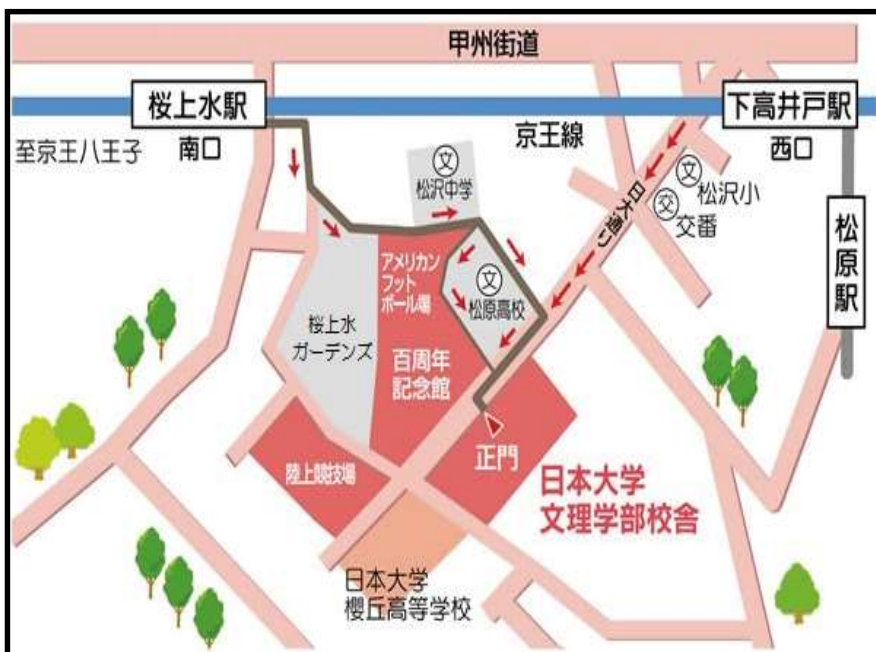 甲州街道
桜上水駅
下高井戸駅
京王線
至京王八王子
南口
西口
文
松沢中学
文
松沢小
交
交番
日大通り
松原駅
アメリカン
フット
ボール場
文
松原高校
桜上水
ガーデンズ
百周年
記念館
正門
陸上競技場
日本大学
文理学部校舎
日本大学
櫻丘高等学校